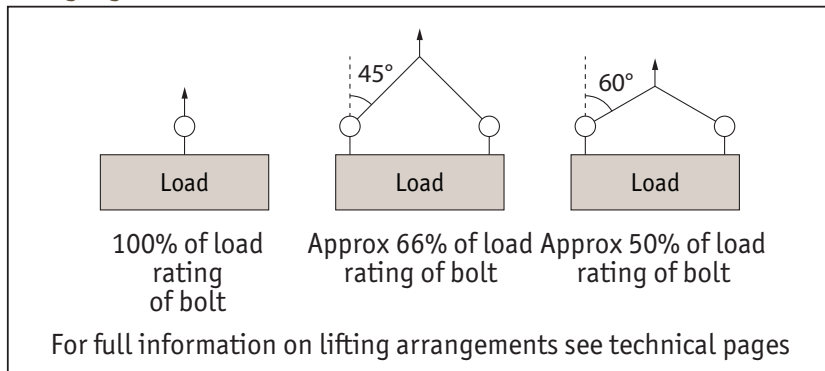 45°
60°
Load
Load
Load
100% of load
rating
of bolt
Approx 66% of load
rating of bolt
Approx 50% of load
rating of bolt
For full information on lifting arrangements see technical pages